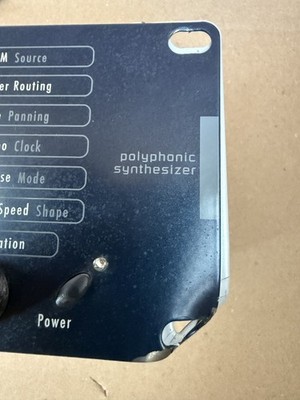 M Source
er Routing
Panning
o Clock
se Mode
Speed Shape
ation
polyphonic
synthesizer
Power